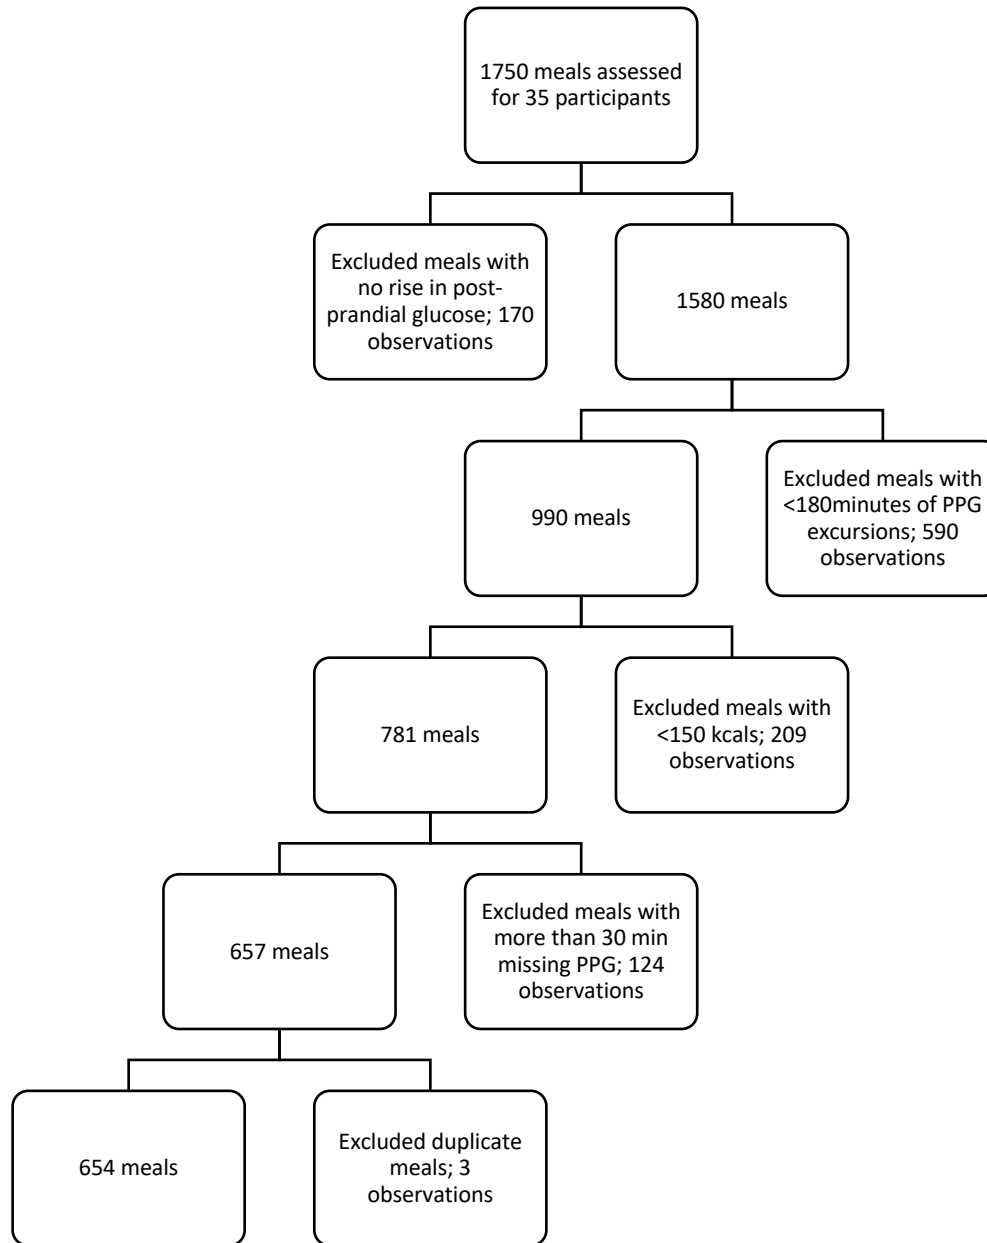 1750 meals assessed
for 35 participants
Excluded meals with
no rise in post-
prandial glucose; 170
observations
1580 meals
990 meals
Excluded meals with
<180minutes of PPG
excursions; 590
observations
781 meals
Excluded meals with
<150 kcals; 209
observations
657 meals
Excluded meals with
more than 30 min
missing PPG; 124
observations
654 meals
Excluded duplicate
meals; 3
observations